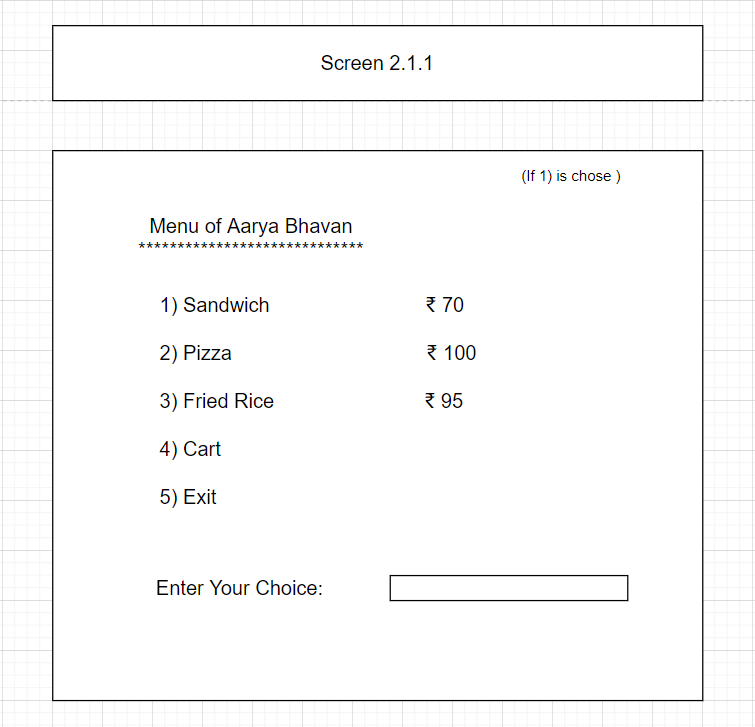 Screen 2.1.1
(If 1) is chose )
Menu of Aarya Bhavan
*****************************
1) Sandwich ₹ 70
2) Pizza ₹ 100
3) Fried Rice ₹ 95
4) Cart
5) Exit
Enter Your Choice: